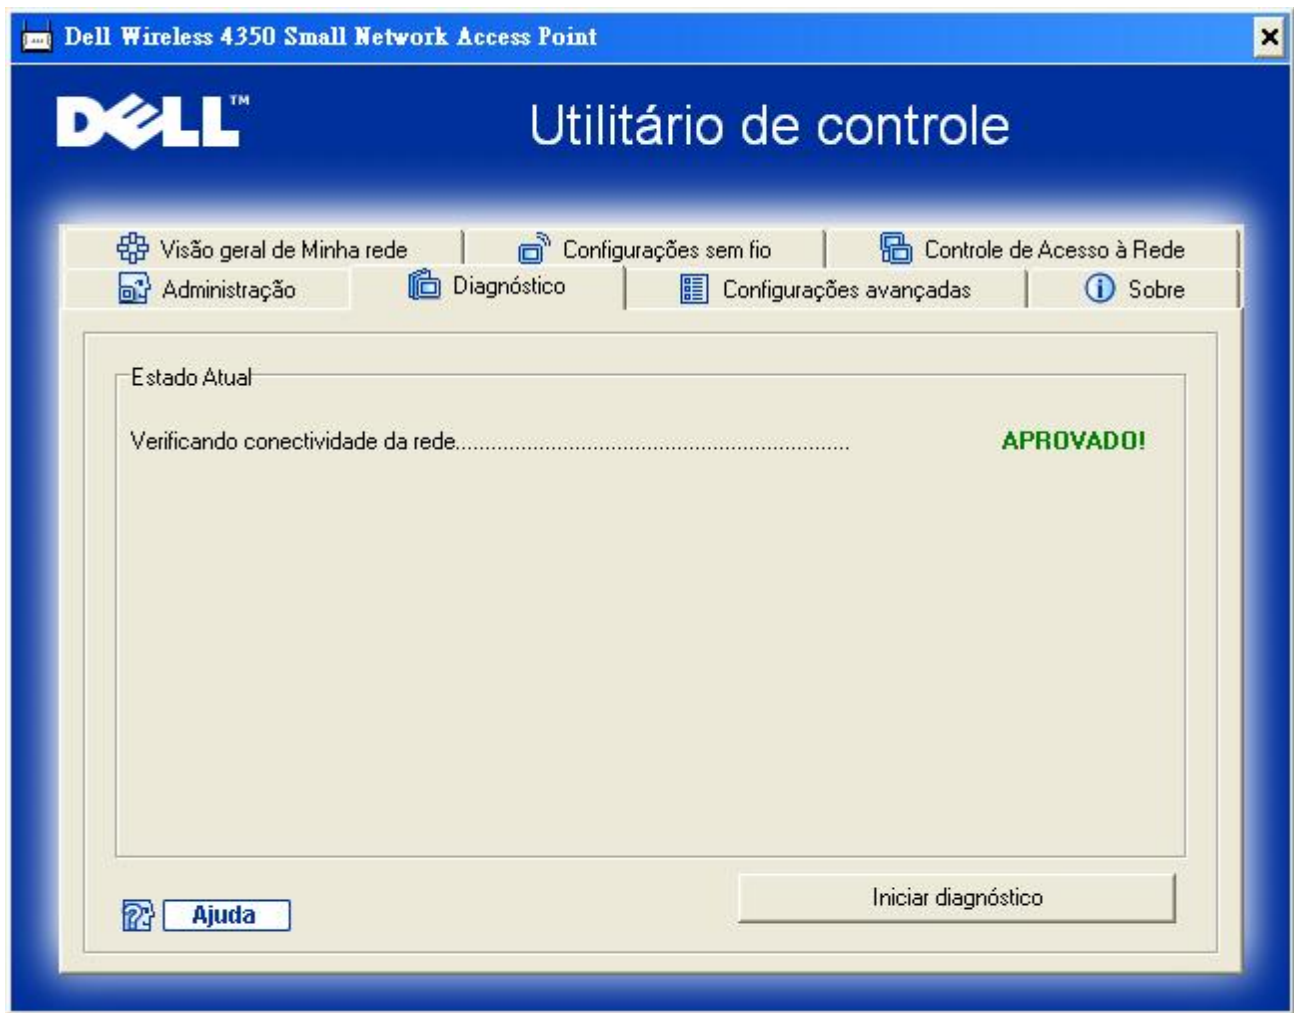 Dell Wireless 4350 Small Network Access Point
DELL™
Utilitário de controle
Visão geral de Minha rede
Configurações sem fio
Controle de Acesso à Rede
Administração
Diagnóstico
Configurações avançadas
Sobre
Estado Atual
Verificando conectividade da rede............................................................ APROVADO!
Ajuda
Iniciar diagnóstico